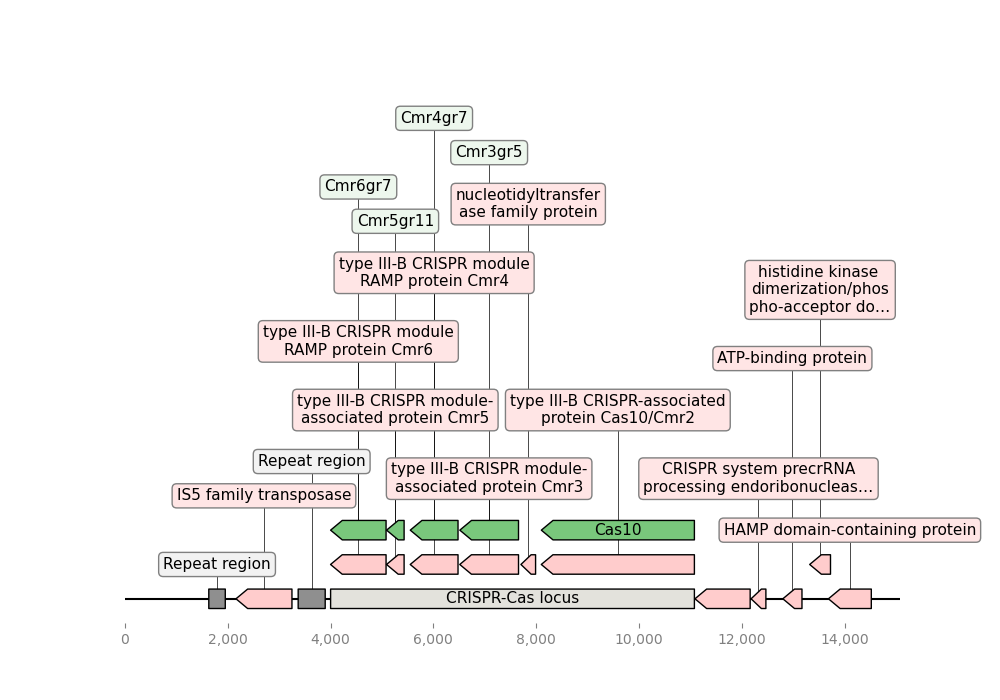 Cmr4gr7
Cmr3gr5
Cmr6gr7
nucleotidyltransfer
ase family protein
Cmr5gr11
type III-B CRISPR module
RAMP protein Cmr4
histidine kinase
dimerization/phos
pho-acceptor do…
type III-B CRISPR module
RAMP protein Cmr6
ATP-binding protein
type III-B CRISPR module-
associated protein Cmr5
type III-B CRISPR-associated
protein Cas10/Cmr2
Repeat region
type III-B CRISPR module-
associated protein Cmr3
CRISPR system precrRNA
processing endoribonucleas…
IS5 family transposase
Cas10
HAMP domain-containing protein
Repeat region
CRISPR-Cas locus
0 2,000 4,000 6,000 8,000 10,000 12,000 14,000